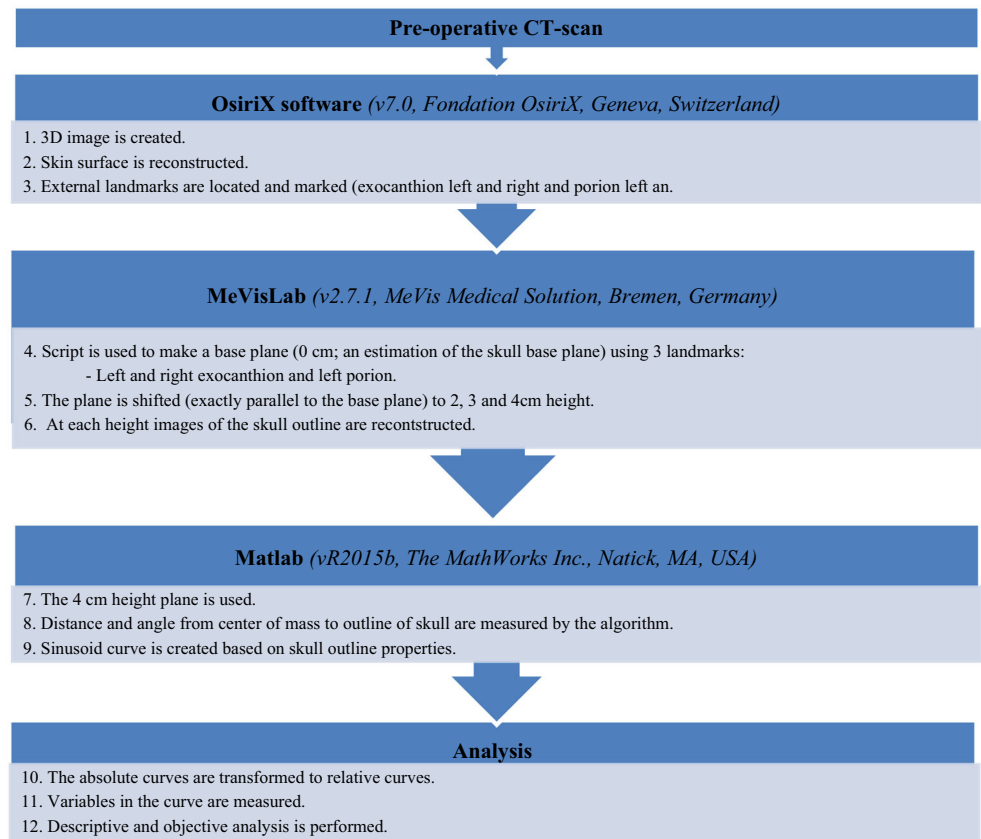 Pre-operative CT-scan
OsiriX software (v7.0, Fondation OsiriX, Geneva, Switzerland)
1. 3D image is created.
2. Skin surface is reconstructed.
3. External landmarks are located and marked (exocanthion left and right and porion left an.
MeVisLab (v2.7.1, MeVis Medical Solution, Bremen, Germany)
4. Script is used to make a base plane (0 cm; an estimation of the skull base plane) using 3 landmarks:
- Left and right exocanthion and left porion.
5. The plane is shifted (exactly parallel to the base plane) to 2, 3 and 4cm height.
6. At each height images of the skull outline are recontstructed.
Matlab (vR2015b, The MathWorks Inc., Natick, MA, USA)
7. The 4 cm height plane is used.
8. Distance and angle from center of mass to outline of skull are measured by the algorithm.
9. Sinusoid curve is created based on skull outline properties.
Analysis
10. The absolute curves are transformed to relative curves.
11. Variables in the curve are measured.
12. Descriptive and objective analysis is performed.